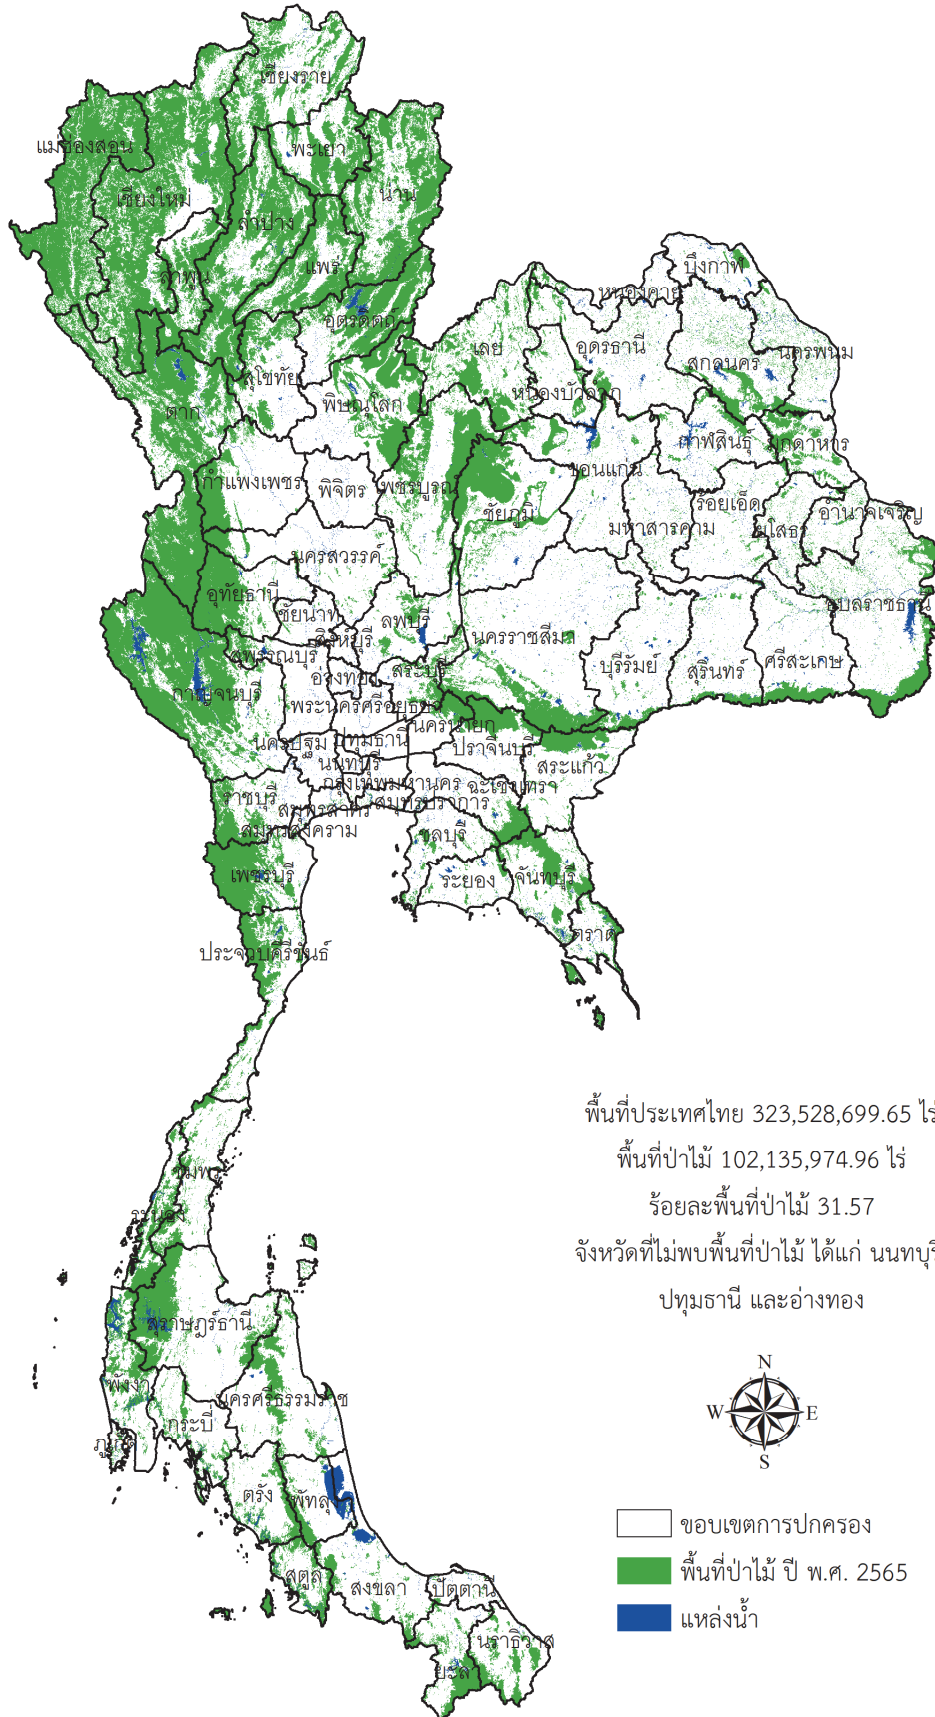 เชียงราย
แม่ฮ่องสอน
พะเยา
เชียงใหม่
น่าน
ลำปาง
ลำพูน
แพร่
อุตรดิตถ์
บึงกาฬ
หนองคาย
เลย
อุดรธานี
สกลนคร
นครพนม
สุโขทัย
หนองบัวลำภู
ตาก
พิษณุโลก
กาฬสินธุ์
มุกดาหาร
ขอนแก่น
กำแพงเพชร
พิจิตร
เพชรบูรณ์
ชัยภูมิ
ร้อยเอ็ด
อำนาจเจริญ
มหาสารคาม
ยโสธร
นครสวรรค์
อุทัยธานี
ชัยนาท
ลพบุรี
อุบลราชธานี
สิงห์บุรี
นครราชสีมา
สุพรรณบุรี
สระบุรี
บุรีรัมย์
สุรินทร์
ศรีสะเกษ
อ่างทอง
กาญจนบุรี
พระนครศรีอยุธยา
นครนายก
นครปฐม
ปทุมธานี
ปราจีนบุรี
นนทบุรี
สระแก้ว
กรุงเทพมหานคร
ฉะเชิงเทรา
ราชบุรี
สมุทรสาคร
สมุทรปราการ
สมุทรสงคราม
ชลบุรี
เพชรบุรี
ระยอง
จันทบุรี
ตราด
ประจวบคีรีขันธ์
พื้นที่ประเทศไทย 323,528,699.65 ไร่
พื้นที่ป่าไม้ 102,135,974.96 ไร่
ร้อยละพื้นที่ป่าไม้ 31.57
จังหวัดที่ไม่พบพื้นที่ป่าไม้ ได้แก่ นนทบุรี
ปทุมธานี และอ่างทอง
ชุมพร
ระนอง
สุราษฎร์ธานี
พังงา
นครศรีธรรมราช
กระบี่
ภูเก็ต
ตรัง
พัทลุง
สตูล
สงขลา
ปัตตานี
นราธิวาส
ยะลา
N
W E
S
ขอบเขตการปกครอง
พื้นที่ป่าไม้ ปี พ.ศ. 2565
แหล่งน้ำ